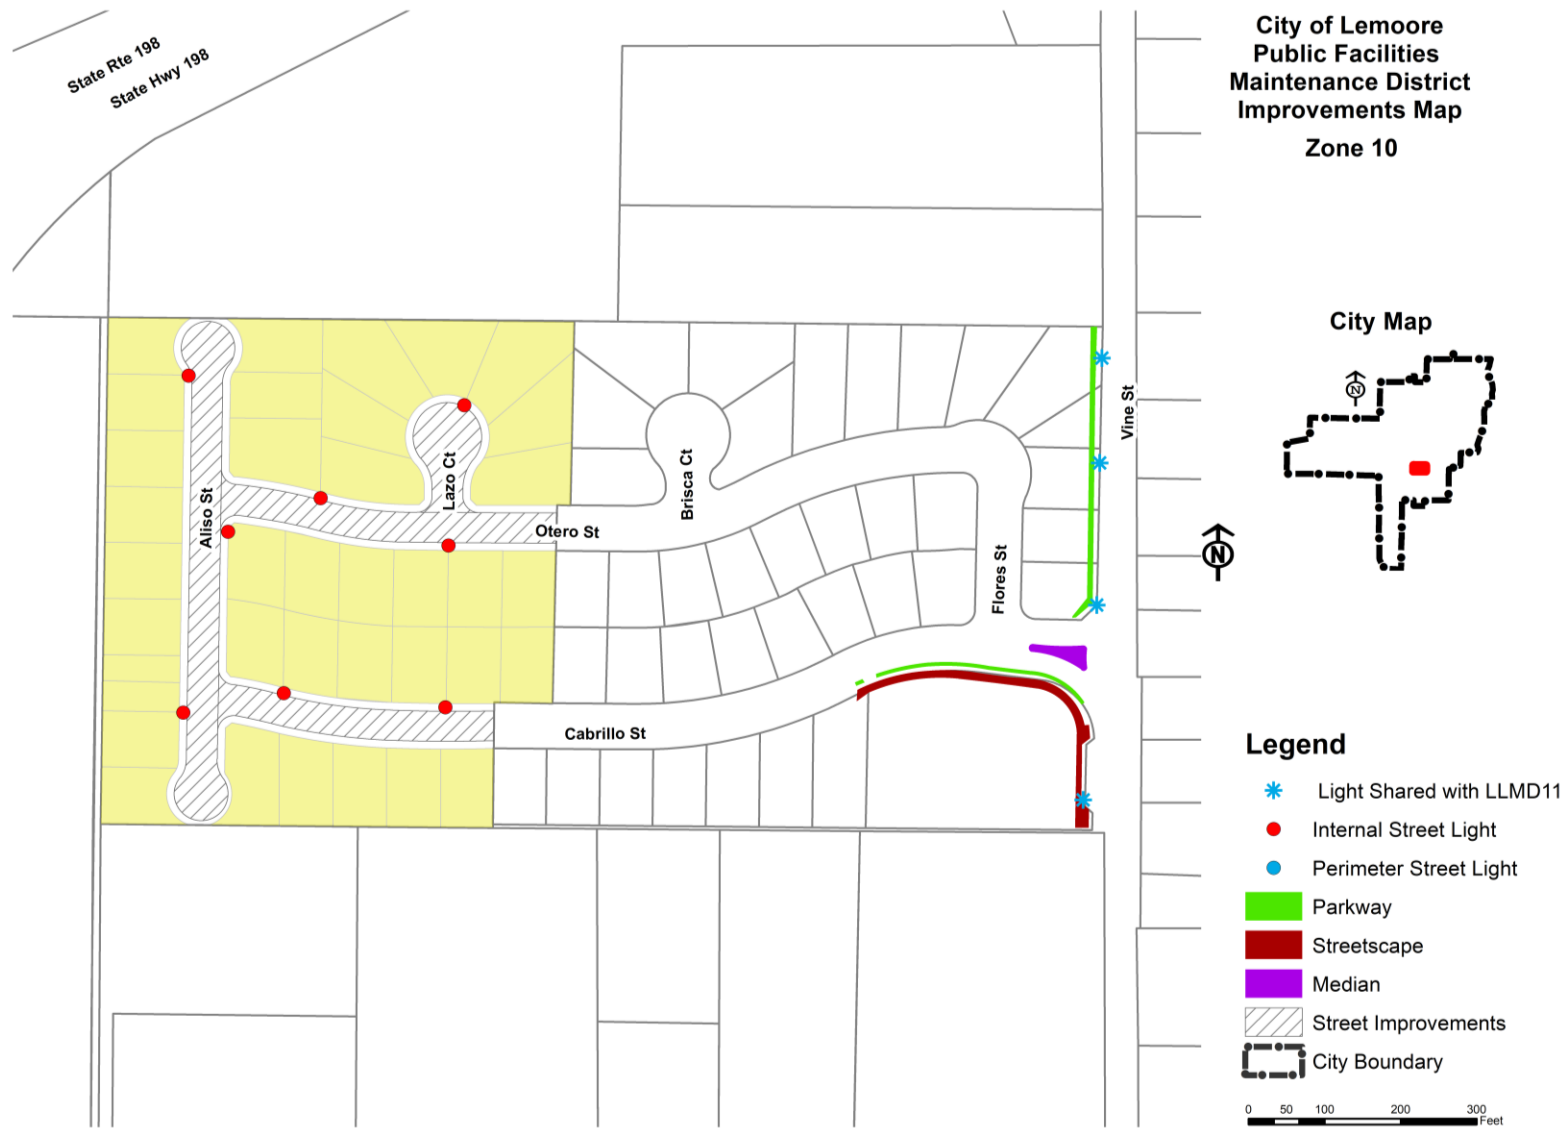 City of Lemoore
Public Facilities
Maintenance District
Improvements Map
Zone 10
State Rte 198
State Hwy 198
City Map
N
Vine St
Lazo Ct
Brisca Ct
Aliso St
Otero St
N
Flores St
Cabrillo St
Legend
Light Shared with LLMD11
Internal Street Light
Perimeter Street Light
Parkway
Streetscape
Median
Street Improvements
City Boundary
0 50 100 200 300
Feet